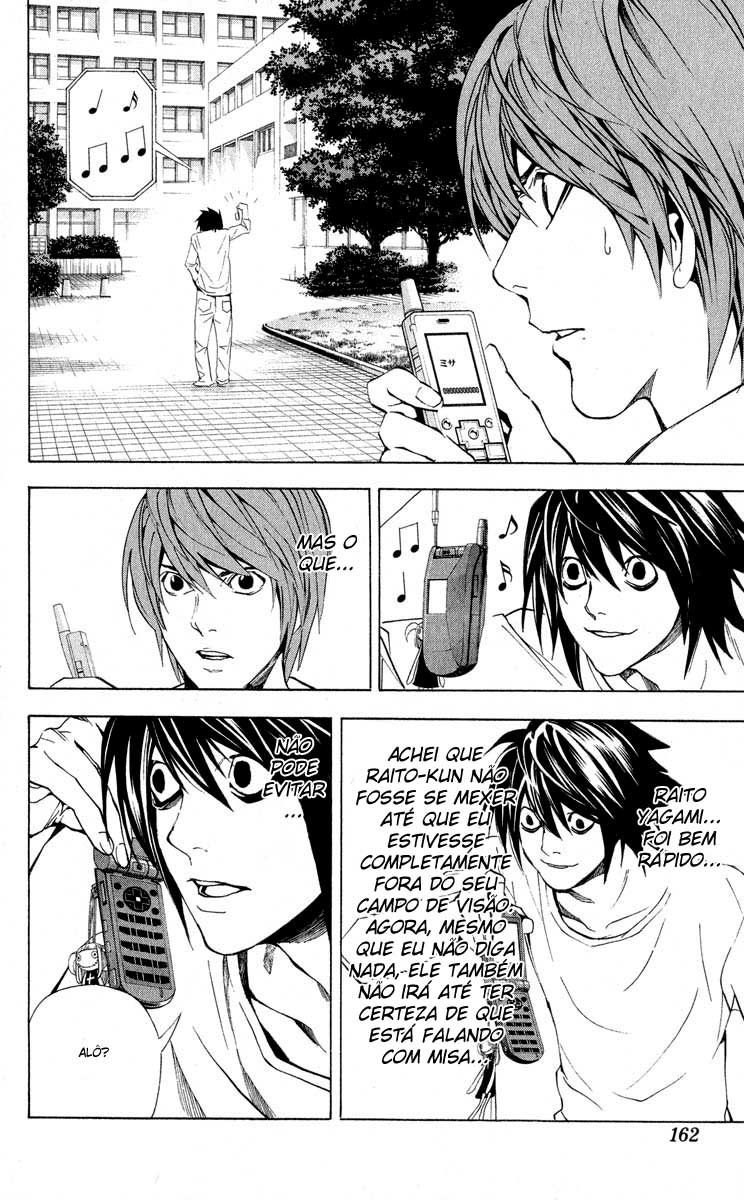 ミサ
MAS O
QUE...
RAITO
YAGAMI...
FOI BEM
RÁPIDO...
ACHEI QUE
RAITO-KUN NÃO
FOSSE SE MEXER
ATÉ QUE EU
ESTIVESSE
COMPLETAMENTE
FORA DO SEU
CAMPO DE VISÃO.
AGORA, MESMO
QUE EU NÃO DIGA
NADA, ELE TAMBÉM
NÃO IRÁ ATÉ TER
CERTEZA DE QUE
ESTÁ FALANDO
COM MISA...
NÃO
PODE
EVITAR
....
ALÔ?
162